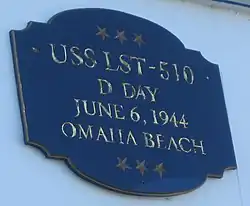 USS LST-510
D DAY
JUNE 6, 1944
OMAHA BEACH